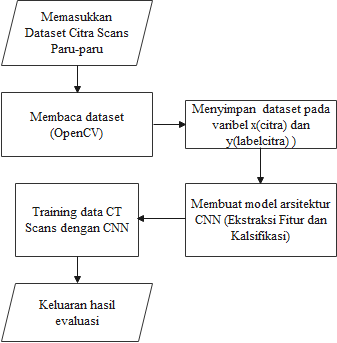 Memasukkan
Dataset Citra Scans
Paru-paru
Membaca dataset
(OpenCV)
Menyimpan dataset pada
varibel x(citra) dan
y(labelcitra) )
Membuat model arsitektur
CNN (Ekstraksi Fitur dan
Kalsifikasi)
Training data CT
Scans dengan CNN
Keluaran hasil
evaluasi